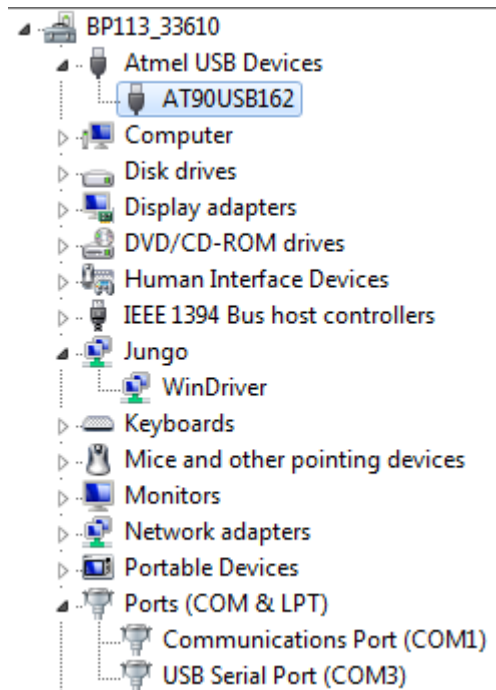 BP113_33610
Atmel USB Devices
AT90USB162
Computer
Disk drives
Display adapters
DVD/CD-ROM drives
Human Interface Devices
IEEE 1394 Bus host controllers
Jungo
WinDriver
Keyboards
Mice and other pointing devices
Monitors
Network adapters
Portable Devices
Ports (COM & LPT)
Communications Port (COM1)
USB Serial Port (COM3)